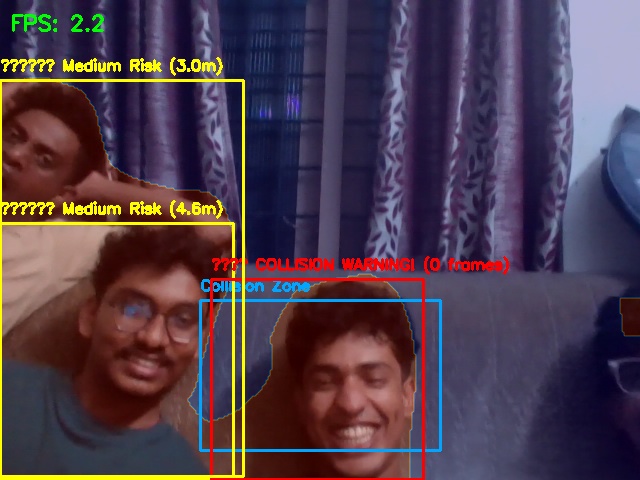 FPS: 2.2
?????? Medium Risk (3.0m)
?????? Medium Risk (4.6m)
???? COLLISION WARNING! (0 frames)
Collision Zone